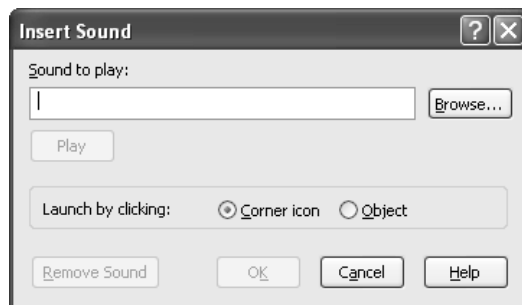 Insert Sound
Sound to play:
Browse...
Play
Launch by clicking: Corner icon Object
Remove Sound OK Cancel Help